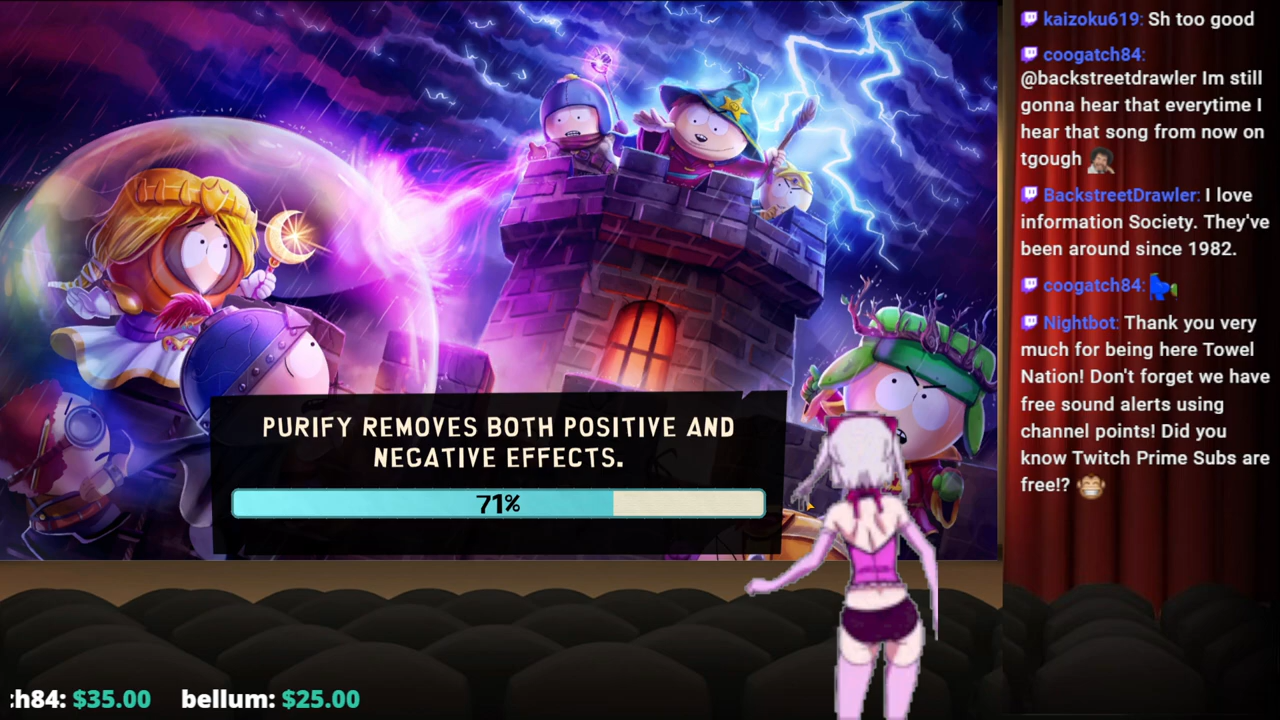 PURIFY REMOVES BOTH POSITIVE AND
NEGATIVE EFFECTS.
71%
:h84: $35.00 bellum: $25.00
kaizoku619: Sh too good
coogatch84:
@backstreetdrawler Im still
gonna hear that everytime I
hear that song from now on
tgough
BackstreetDrawler: I love
information Society. They've
been around since 1982.
coogatch84:
Nightbot: Thank you very
much for being here Towel
Nation! Don't forget we have
free sound alerts using
channel points! Did you
know Twitch Prime Subs are
free!?